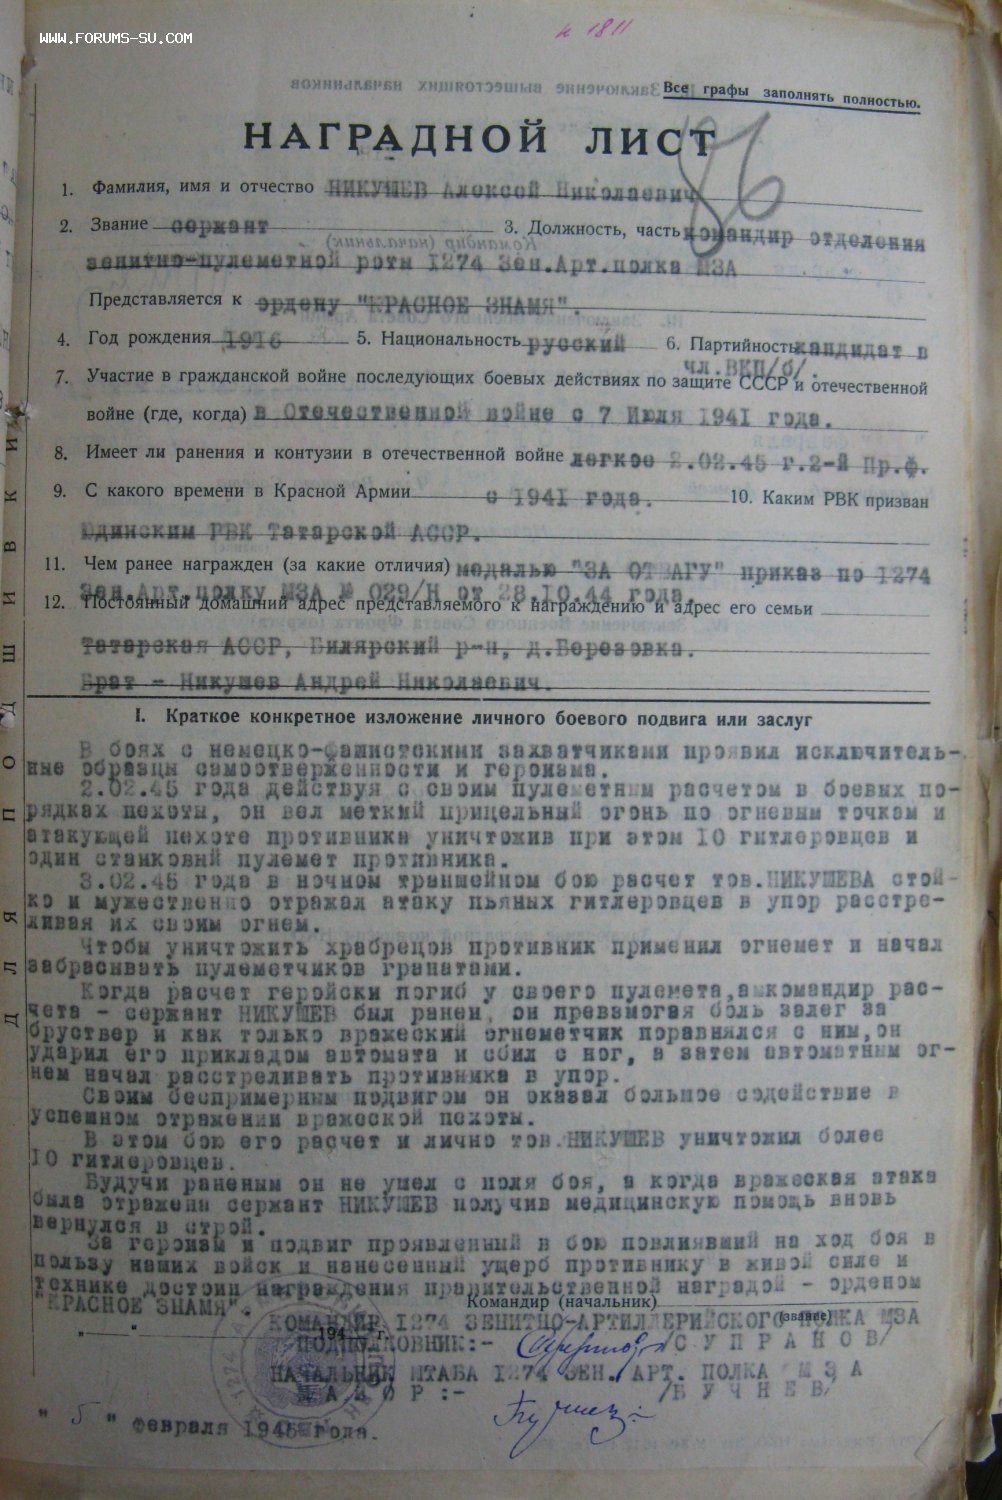 www.forums-su.com
к 1811
Все графы заполнять полностью.
НАГРАДНОЙ ЛИСТ
86
1. Фамилия, имя и отчество НИКУШЕВ Алексей Николаевич
2. Звание сержант 3. Должность, часть командир отделения
зенитно-пулеметной роты 1274 Зен.Арт.полка МЗА
Представляется к ордену "КРАСНОЕ ЗНАМЯ".
4. Год рождения 1916 5. Национальность русский 6. Партийность кандидат в
чл.ВКП/б/.
7. Участие в гражданской войне последующих боевых действиях по защите СССР и отечественной
войне (где, когда) в Отечественной войне с 7 Июля 1941 года.
8. Имеет ли ранения и контузии в отечественной войне легкое 2.02.45 г.2-й Пр.ф.
9. С какого времени в Красной Армии с 1941 года. 10. Каким РВК призван
Юдинским РВК Татарской АССР.
11. Чем ранее награжден (за какие отличия) медалью "ЗА ОТВАГУ" приказ по 1274
Зен.Арт.полку МЗА № 029/Н от 28.10.44 года.
12. Постоянный домашний адрес представляемого к награждению и адрес его семьи
Татарская АССР, Билярский р-н, д.Березовка.
Брат - Никушев Андрей Николаевич.
I. Краткое конкретное изложение личного боевого подвига или заслуг
В боях с немецко-фашистскими захватчиками проявил исключитель-
ные образцы самоотверженности и героизма.
2.02.45 года действуя с своим пулеметным расчетом в боевых по-
рядках пехоты, он вел меткий прицельный огонь по огневым точкам и
атакующей пехоте противника уничтожив при этом 10 гитлеровцев и
один станковый пулемет противника.
3.02.45 года в ночном траншейном бою расчет тов.НИКУШЕВА стой-
ко и мужественно отражал атаку пьяных гитлеровцев в упор расстре-
ливая их своим огнем.
Чтобы уничтожить храбрецов противник применил огнемет и начал
забрасывать пулеметчиков гранатами.
Когда расчет геройски погиб у своего пулемета,а командир рас-
чета - сержант НИКУШЕВ был ранен, он превзмогая боль залег за
бруствер и как только вражеский огнеметчик поравнялся с ним,он
ударил его прикладом автомата и сбил с ног, а затем автоматным ог-
нем начал расстреливать противника в упор.
Своим беспримерным подвигом он оказал большое содействие в
успешном отражении вражеской пехоты.
В этом бою его расчет и лично тов.НИКУШЕВ уничтожил более
10 гитлеровцев.
Будучи раненым он не ушел с поля боя, а когда вражеская атака
была отражена сержант НИКУШЕВ получив медицинскую помощь вновь
вернулся в строй.
За героизм и подвиг проявленный в бою повлиявший на ход боя в
пользу наших войск и нанесенный ущерб противнику в живой силе и
технике достоин награждения правительственной наградой - орденом
"КРАСНОЕ ЗНАМЯ".
Командир (начальник)
(звание)
КОМАНДИР 1274 ЗЕНИТНО-АРТИЛЛЕРИЙСКОГО ПОЛКА МЗА
"—" 194 г.
ПОДПОЛКОВНИК:- /СУПРАНОВ/
НАЧАЛЬНИК ШТАБА 1274 ЗЕН. АРТ. ПОЛКА МЗА
МАЙОР:- /БУЧНЕВ/
"5" февраля 1945 года.
ДЛЯ ПОДШИВКИ